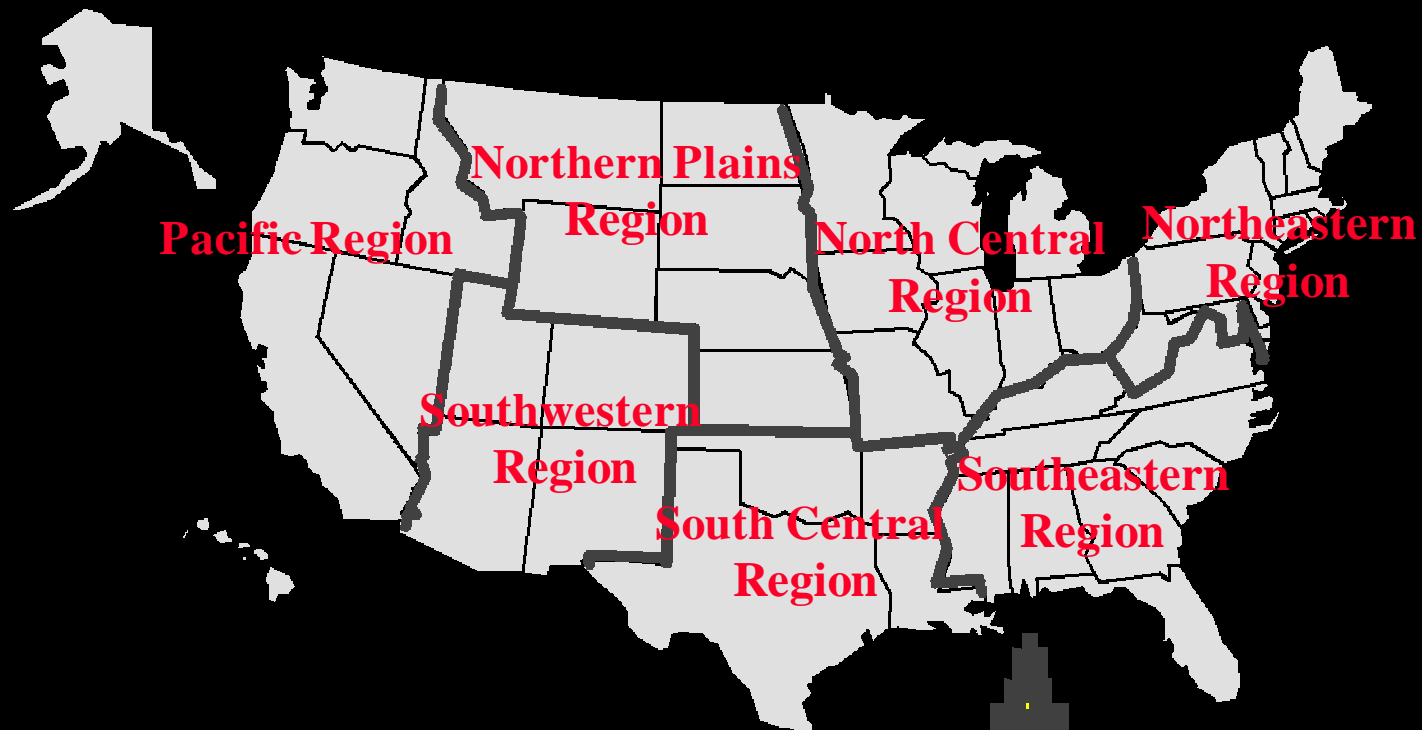 Northern Plains
Region
Pacific Region
North Central
Region
Northeastern
Region
Southwestern
Region
Southeastern
Region
South Central
Region